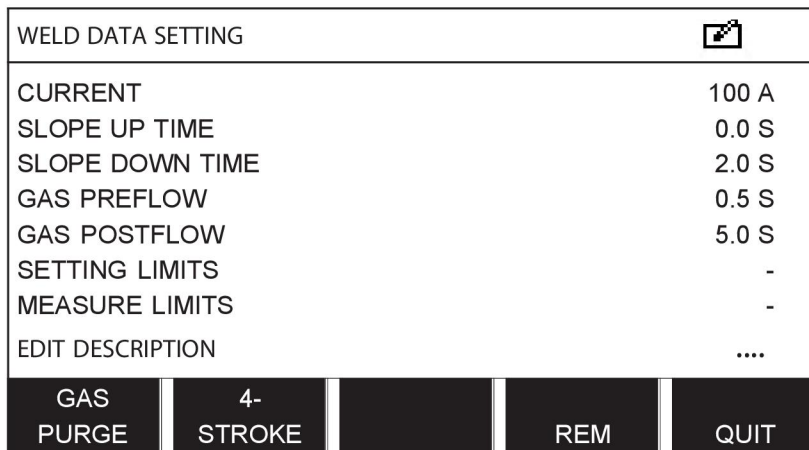 WELD DATA SETTING
CURRENT 100 A
SLOPE UP TIME 0.0 S
SLOPE DOWN TIME 2.0 S
GAS PREFLOW 0.5 S
GAS POSTFLOW 5.0 S
SETTING LIMITS -
MEASURE LIMITS -
EDIT DESCRIPTION ....
GAS 4-
PURGE STROKE REM QUIT